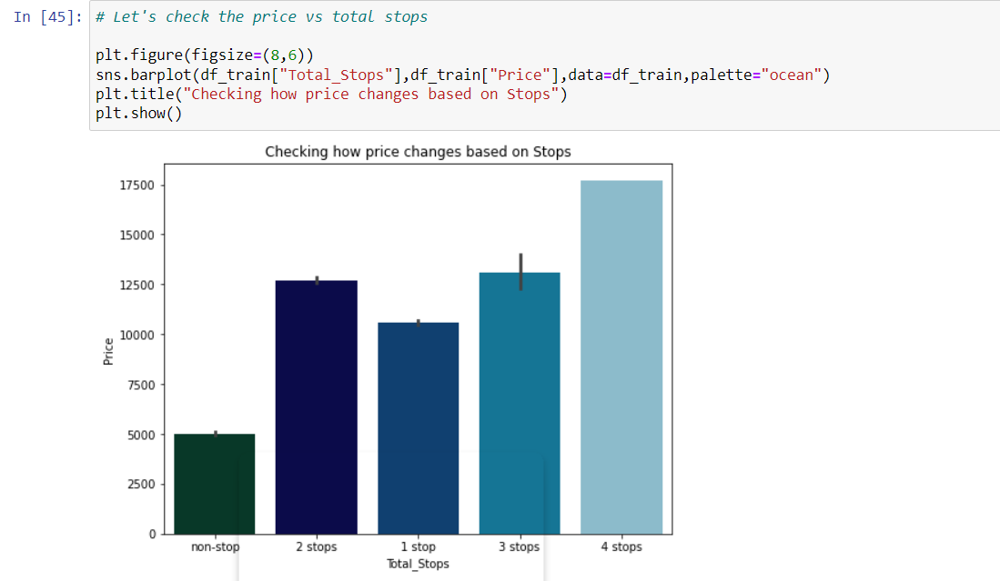 In [45]: # Let's check the price vs total stops
plt.figure(figsize=(8,6))
sns.barplot(df_train["Total_Stops"],df_train["Price"],data=df_train,palette="ocean")
plt.title("Checking how price changes based on Stops")
plt.show()
Checking how price changes based on Stops
17500
15000
12500
10000
7500
5000
2500
0
Price
non-stop 2 stops 1 stop 3 stops 4 stops
Total_Stops